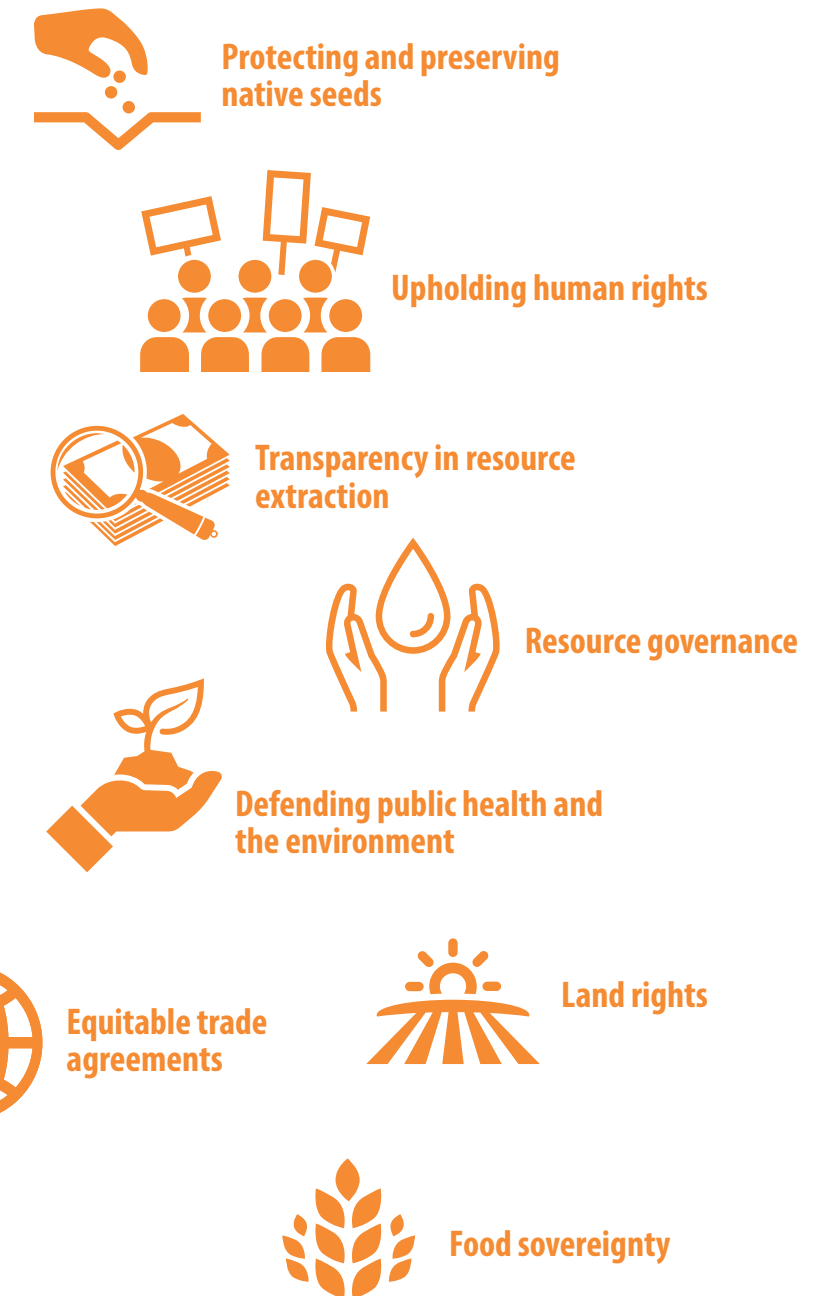 Protecting and preserving
native seeds
Upholding human rights
Transparency in resource
extraction
Resource governance
Defending public health and
the environment
Land rights
Equitable trade
agreements
Food sovereignty